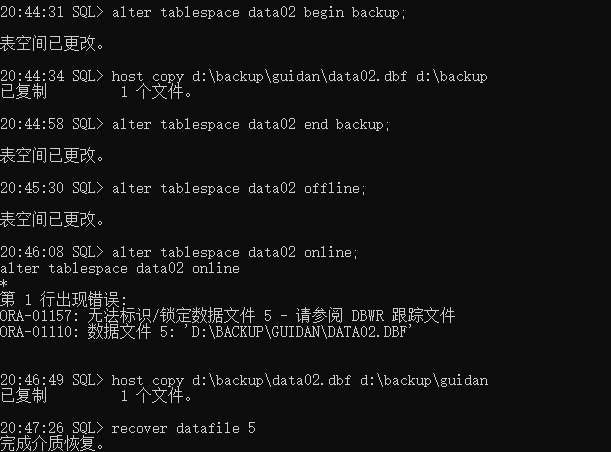 20:44:31 SQL> alter tablespace data02 begin backup;
表空间已更改。
20:44:34 SQL> host copy d:\backup\guidan\data02.dbf d:\backup
已复制         1 个文件。
20:44:58 SQL> alter tablespace data02 end backup;
表空间已更改。
20:45:30 SQL> alter tablespace data02 offline;
表空间已更改。
20:46:08 SQL> alter tablespace data02 online;
alter tablespace data02 online
*
第 1 行出现错误:
ORA-01157: 无法标识/锁定数据文件 5 - 请参阅 DBWR 跟踪文件
ORA-01110: 数据文件 5: 'D:\BACKUP\GUIDAN\DATA02.DBF'
20:46:49 SQL> host copy d:\backup\data02.dbf d:\backup\guidan
已复制         1 个文件。
20:47:26 SQL> recover datafile 5
完成介质恢复。